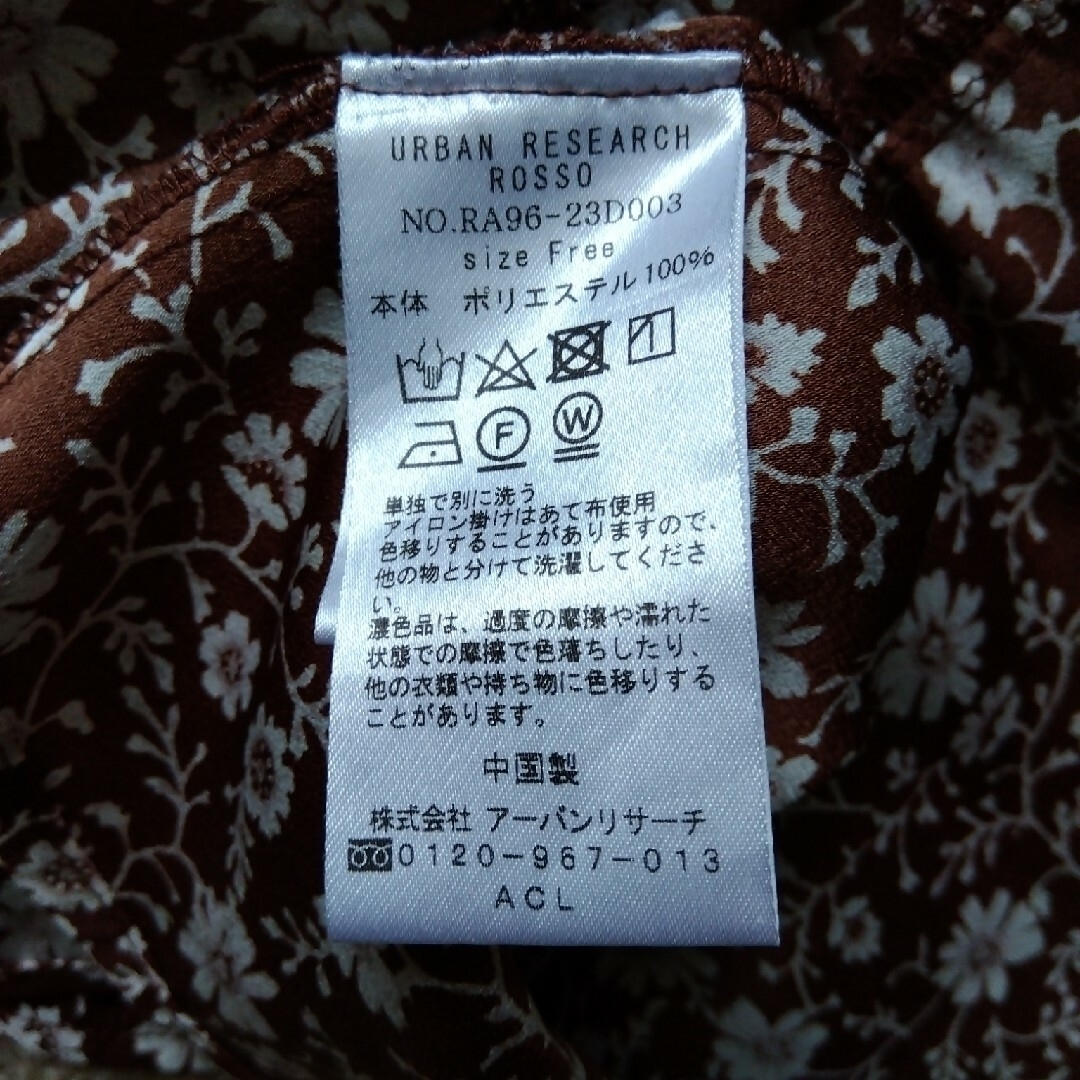 URBAN RESEARCH
ROSSO
NO.RA96-23D003
size Free
本体 ポリエステル100%
F W
単独で別に洗う
アイロン掛けはあて布使用
色移りすることがありますので、
他の物と分けて洗濯してくださ
い。
濃色品は、過度の摩擦や濡れた
状態での摩擦で色落ちしたり、
他の衣類や持ち物に色移りする
ことがあります。
中国製
株式会社 アーバンリサーチ
0120-967-013
ACL